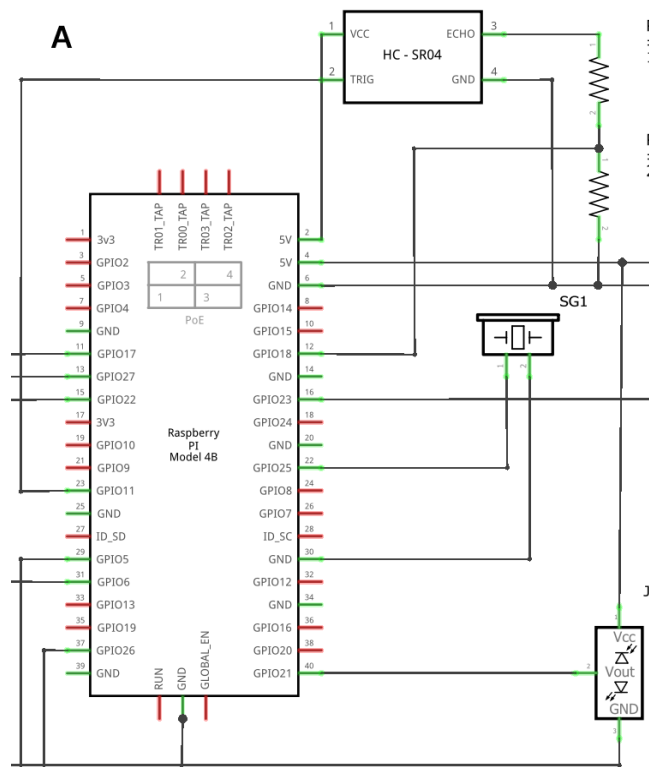 A
1 VCC ECHO 3
HC - SR04
2 TRIG GND 4
1
2
1
2
TR01_TAP TR00_TAP TR03_TAP TR02_TAP
2 4
1 3
PoE
1 3v3 5V 2
3 GPIO2 5V 4
5 GPIO3 GND 6
7 GPIO4 GPIO14 8
9 GND GPIO15 10
11 GPIO17 GPIO18 12
13 GPIO27 GND 14
15 GPIO22 GPIO23 16
17 3V3 GPIO24 18
19 GPIO10 GND 20
21 GPIO9 GPIO25 22
23 GPIO11 GPIO8 24
25 GND GPIO7 26
27 ID_SD ID_SC 28
29 GPIO5 GND 30
31 GPIO6 GPIO12 32
33 GPIO13 GND 34
35 GPIO19 GPIO16 36
37 GPIO26 GPIO20 38
39 GND GPIO21 40
Raspberry
PI
Model 4B
RUN GND GLOBAL_EN
SG1
1 2
J
Vcc
2 Vout
GND
3